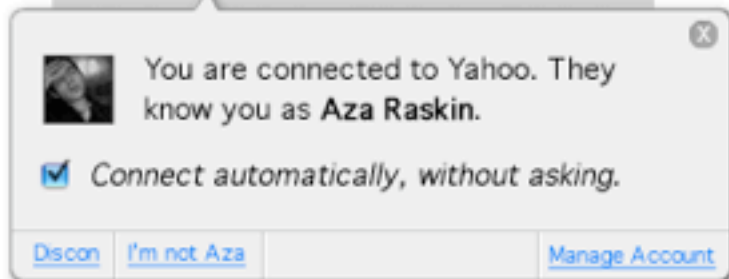 You are connected to Yahoo. They
know you as Aza Raskin.
Connect automatically, without asking.
Discon I'm not Aza Manage Account